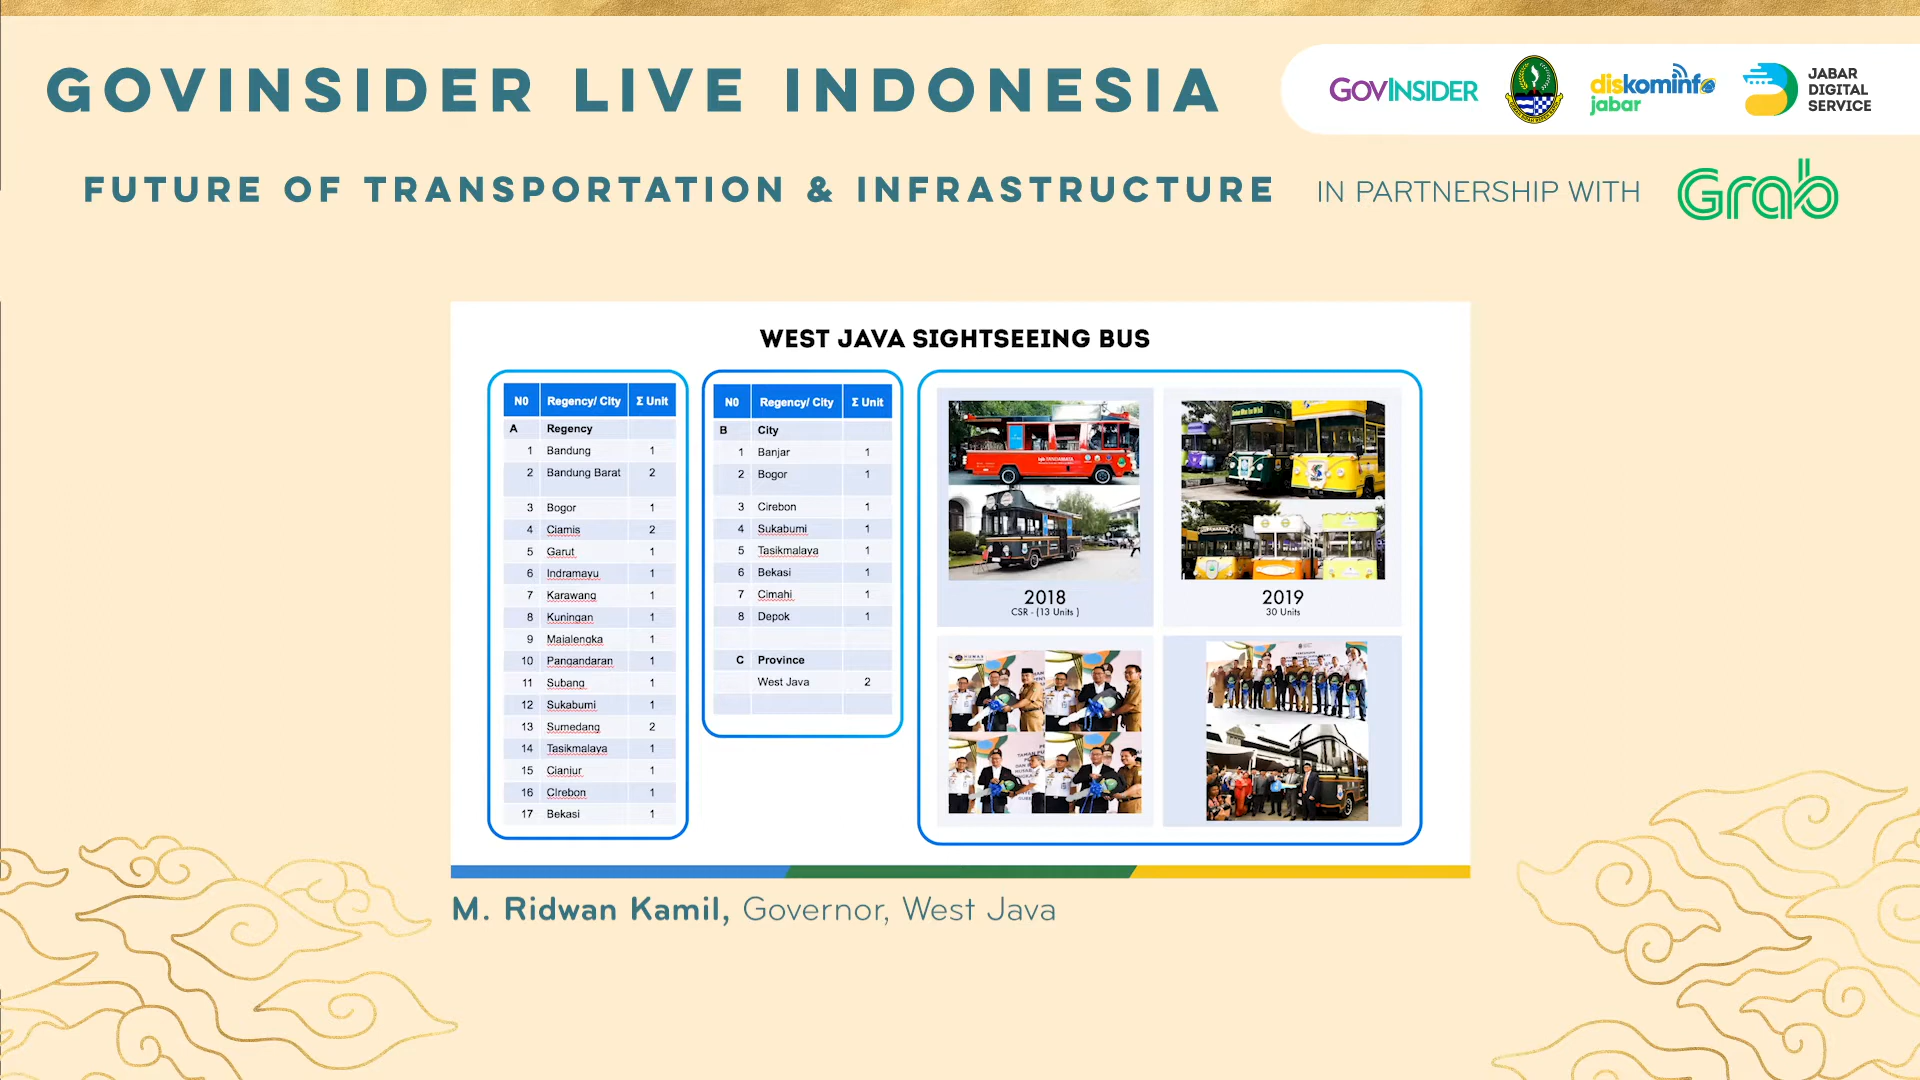 GOVINSIDER LIVE INDONESIA
GOVINSIDER
diskominfo
jabar
JABAR
DIGITAL
SERVICE
FUTURE OF TRANSPORTATION & INFRASTRUCTURE
IN PARTNERSHIP WITH
Grab
WEST JAVA SIGHTSEEING BUS
N0 Regency/ City Σ Unit
A Regency
1 Bandung 1
2 Bandung Barat 2
3 Bogor 1
4 Ciamis 2
5 Garut 1
6 Indramayu 1
7 Karawang 1
8 Kuningan 1
9 Majalengka 1
10 Pangandaran 1
11 Subang 1
12 Sukabumi 1
13 Sumedang 2
14 Tasikmalaya 1
15 Cianjur 1
16 CIrebon 1
17 Bekasi 1
N0 Regency/ City Σ Unit
B City
1 Banjar 1
2 Bogor 1
3 Cirebon 1
4 Sukabumi 1
5 Tasikmalaya 1
6 Bekasi 1
7 Cimahi 1
8 Depok 1
C Province
West Java 2
2018
CSR - (13 Units )
2019
30 Units
M. Ridwan Kamil, Governor, West Java